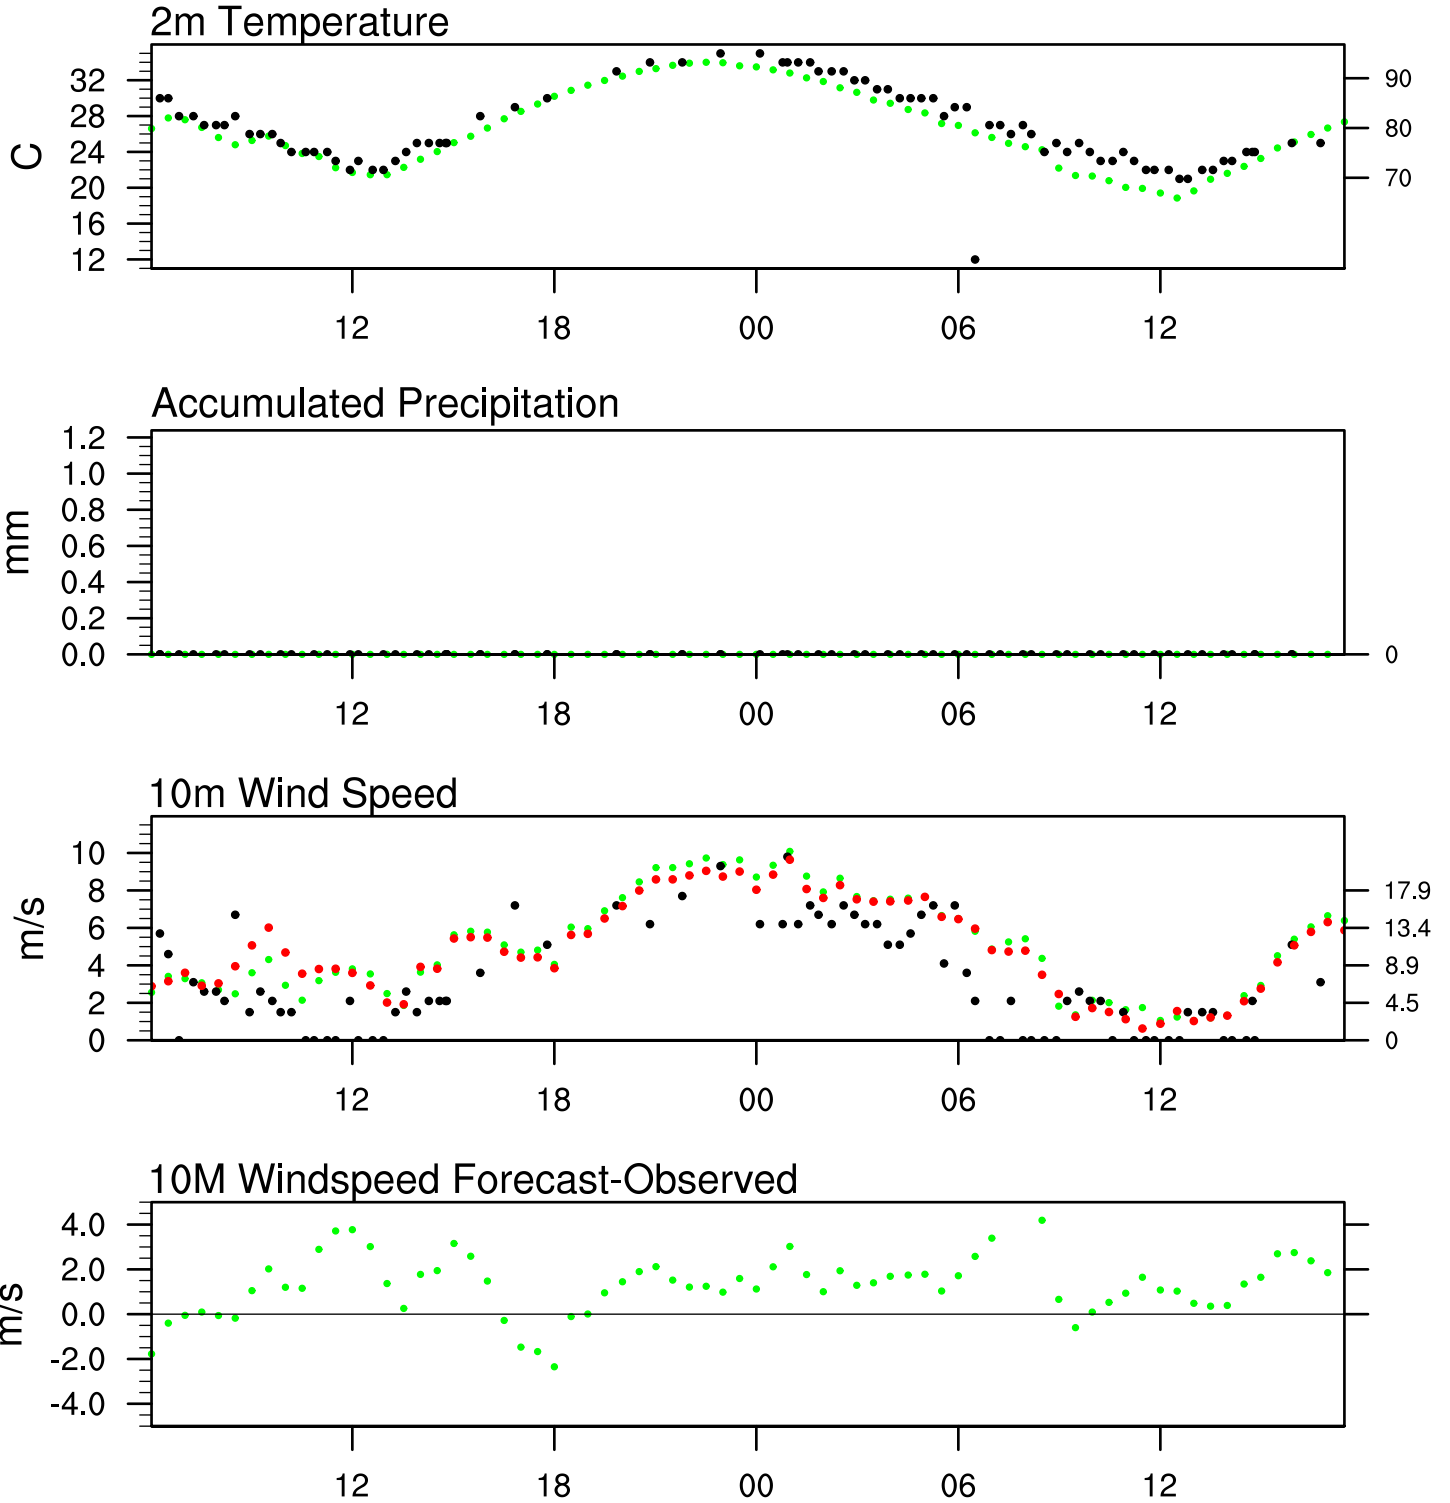 2m Temperature
C
32
28
24
20
16
12
90
80
70
12 18 00 06 12
Accumulated Precipitation
mm
1.2
1.0
0.8
0.6
0.4
0.2
0.0
0
12 18 00 06 12
10m Wind Speed
m/s
10
8
6
4
2
0
17.9
13.4
8.9
4.5
0
12 18 00 06 12
10M Windspeed Forecast-Observed
m/s
4.0
2.0
0.0
-2.0
-4.0
12 18 00 06 12